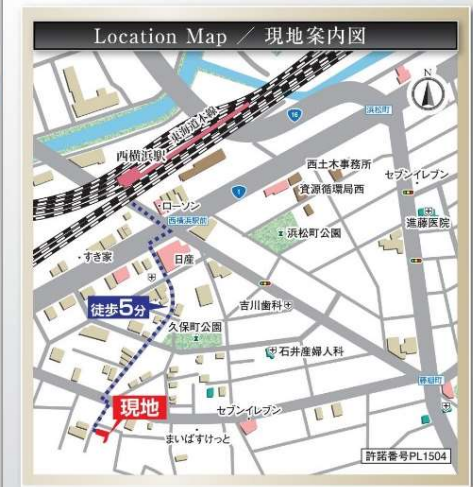 Location Map ／ 現地案内図
N
16
浜松町
東海道本線
西横浜駅
西土木事務所
セブンイレブン
1
資源循環局西
ローソン
西横浜駅前
進藤医院
浜松町公園
すき家
日産
徒歩5分
吉川歯科
久保町公園
石井産婦人科
藤棚町
現地
セブンイレブン
まいばすけっと
許諾番号PL1504